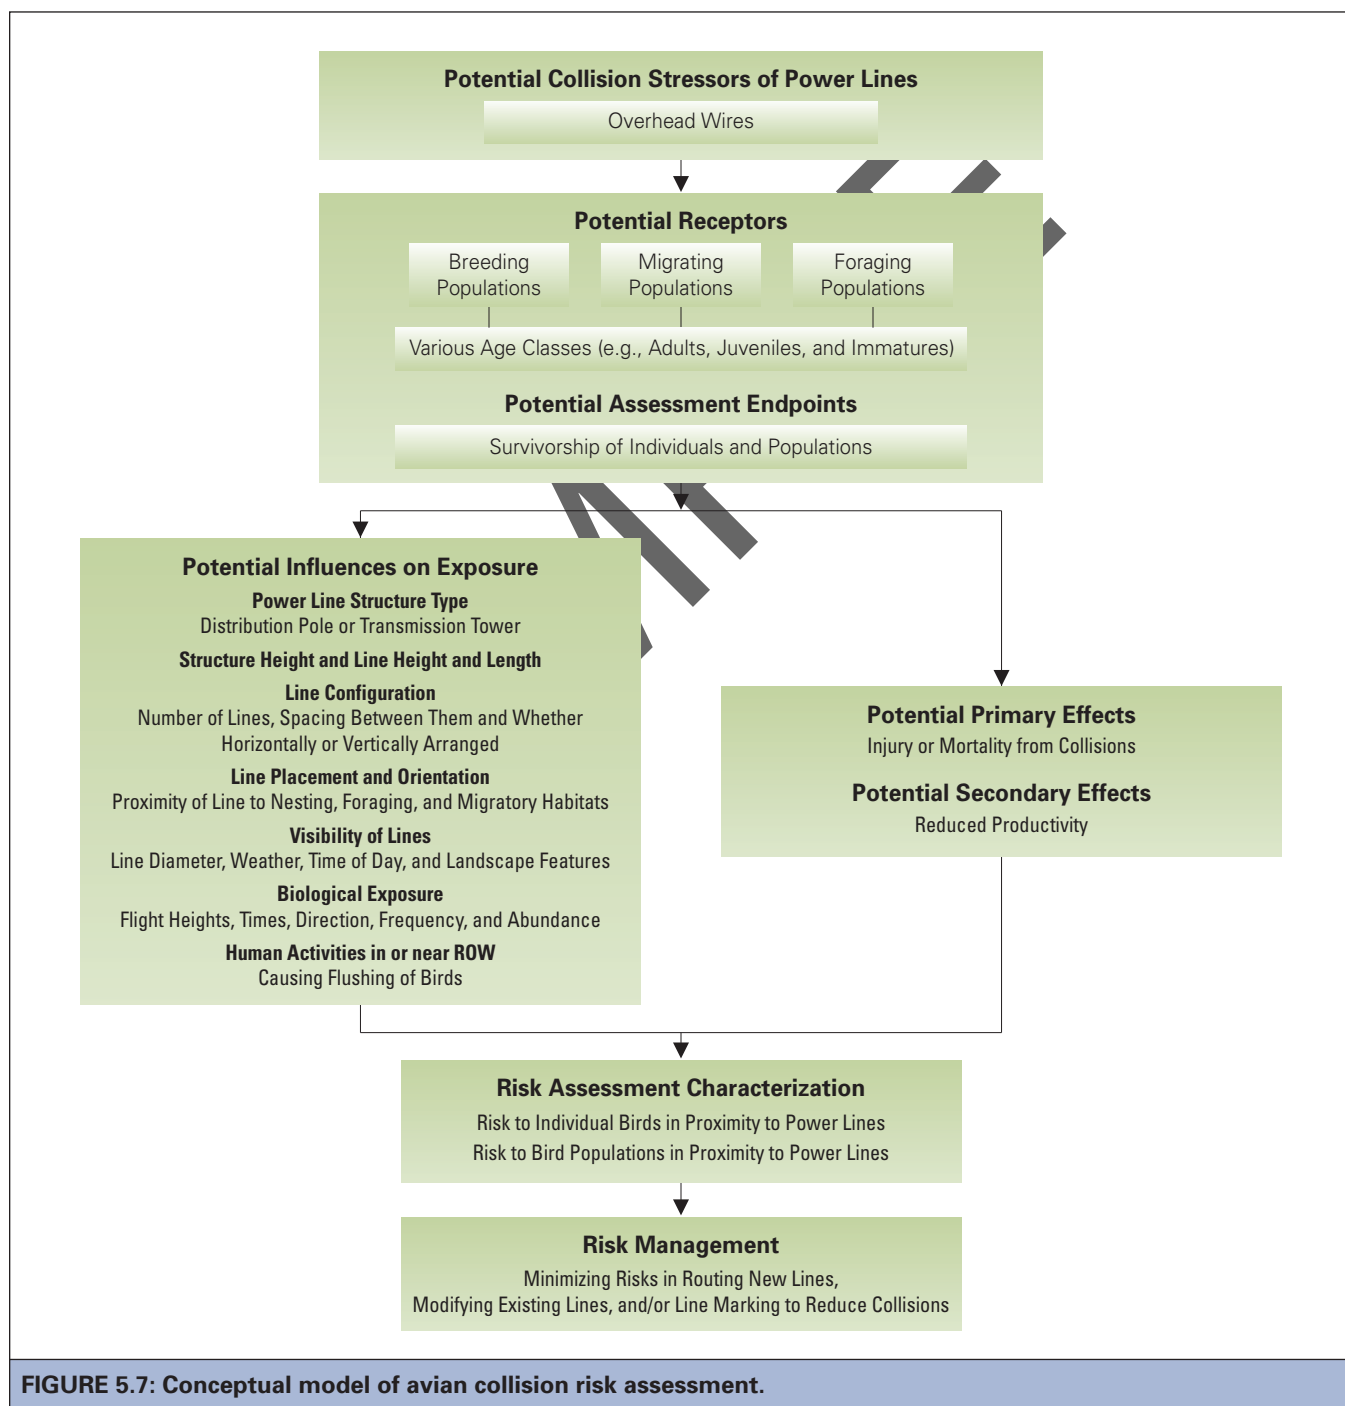 Potential Collision Stressors of Power Lines
Overhead Wires
Potential Receptors
Breeding
Populations
Migrating
Populations
Foraging
Populations
Various Age Classes (e.g., Adults, Juveniles, and Immatures)
Potential Assessment Endpoints
Survivorship of Individuals and Populations
Potential Influences on Exposure
Power Line Structure Type
Distribution Pole or Transmission Tower
Structure Height and Line Height and Length
Line Configuration
Number of Lines, Spacing Between Them and Whether
Horizontally or Vertically Arranged
Line Placement and Orientation
Proximity of Line to Nesting, Foraging, and Migratory Habitats
Visibility of Lines
Line Diameter, Weather, Time of Day, and Landscape Features
Biological Exposure
Flight Heights, Times, Direction, Frequency, and Abundance
Human Activities in or near ROW
Causing Flushing of Birds
Potential Primary Effects
Injury or Mortality from Collisions
Potential Secondary Effects
Reduced Productivity
Risk Assessment Characterization
Risk to Individual Birds in Proximity to Power Lines
Risk to Bird Populations in Proximity to Power Lines
Risk Management
Minimizing Risks in Routing New Lines,
Modifying Existing Lines, and/or Line Marking to Reduce Collisions
FIGURE 5.7: Conceptual model of avian collision risk assessment.